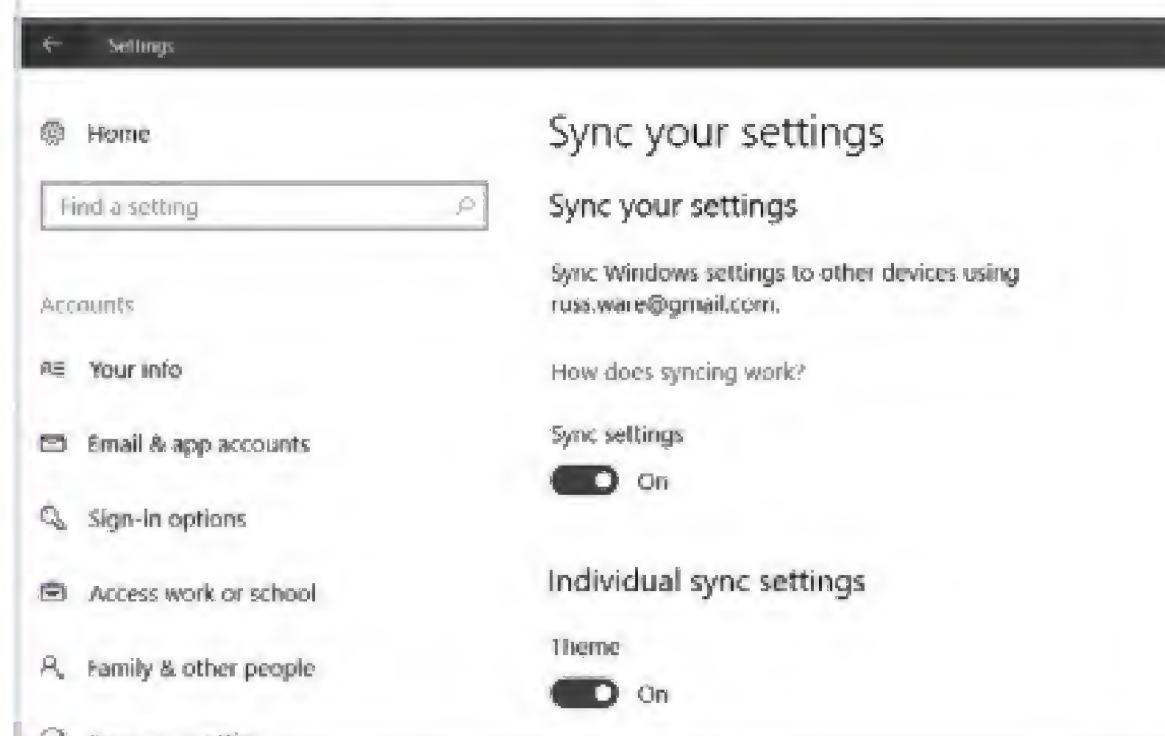 Settings
Home
Find a setting
Accounts
Your info
Email & app accounts
Sign-in options
Access work or school
Family & other people
Sync your settings
Sync your settings
Sync Windows settings to other devices using
russ.ware@gmail.com.
How does syncing work?
Sync settings
On
Individual sync settings
Theme
On